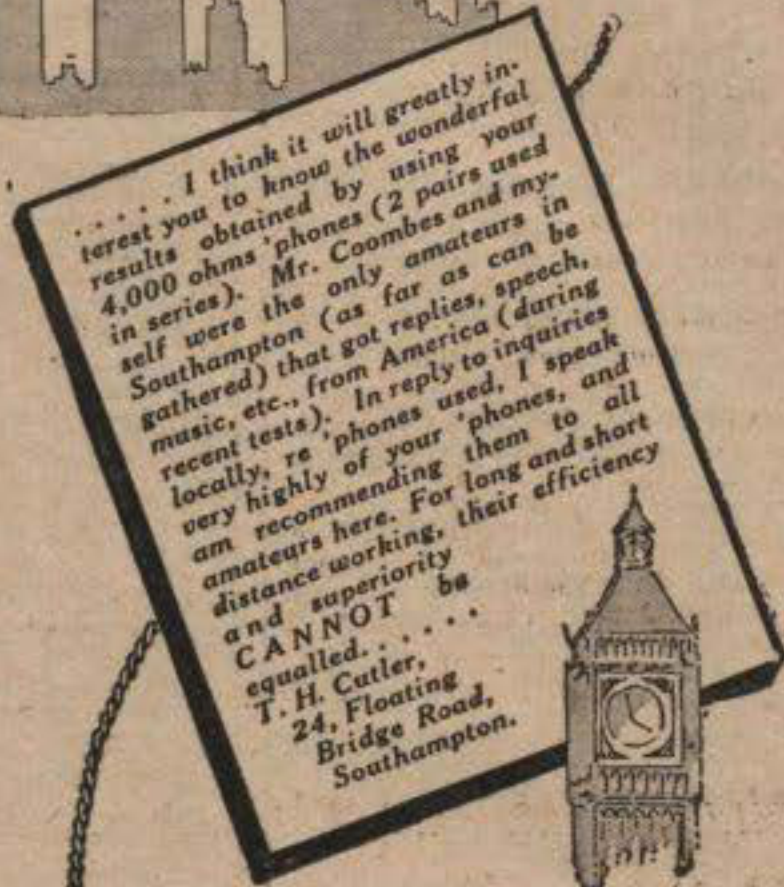 . . . . . I think it will greatly in-
terest you to know the wonderful
results obtained by using your
4,000 ohms 'phones (2 pairs used
in series). Mr. Coombes and my-
self were the only amateurs in
Southampton (as far as can be
gathered) that got replies, speech,
music, etc., from America (during
recent tests). In reply to inquiries
locally, re 'phones used, I speak
very highly of your 'phones, and
am recommending them to all
amateurs here. For long and short
distance working, their efficiency
and superiority
CANNOT be
equalled. . . . . .
T. H. Cutler,
24, Floating
Bridge Road,
Southampton.